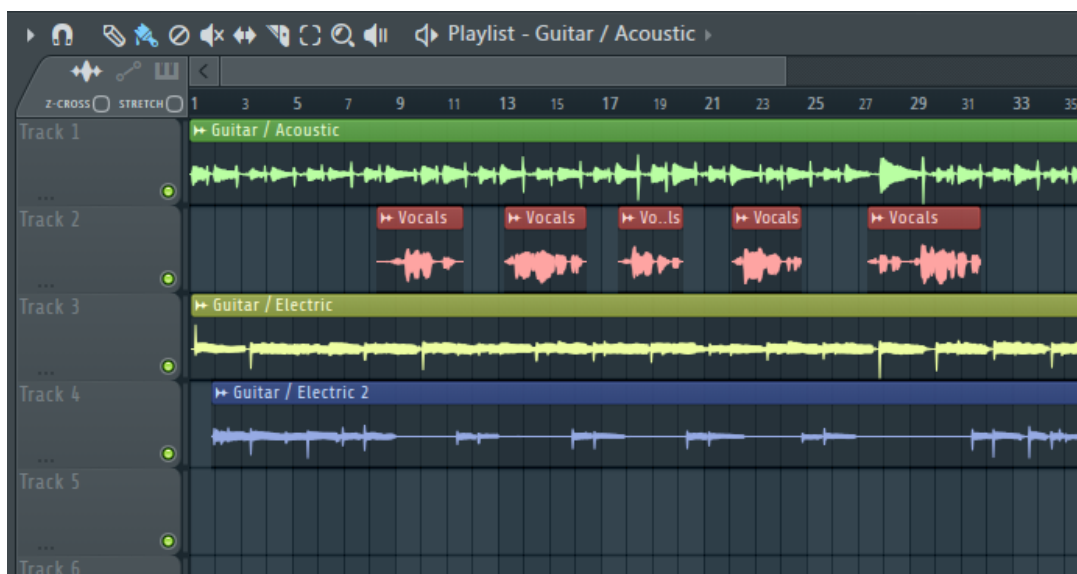 Playlist - Guitar / Acoustic
Z-CROSS STRETCH 1 3 5 7 9 11 13 15 17 19 21 23 25 27 29 31 33 35
Track 1
Guitar / Acoustic
...
Track 2
Vocals Vocals Vo..ls Vocals Vocals
...
Track 3
Guitar / Electric
...
Track 4
Guitar / Electric 2
...
Track 5
...
Track 6